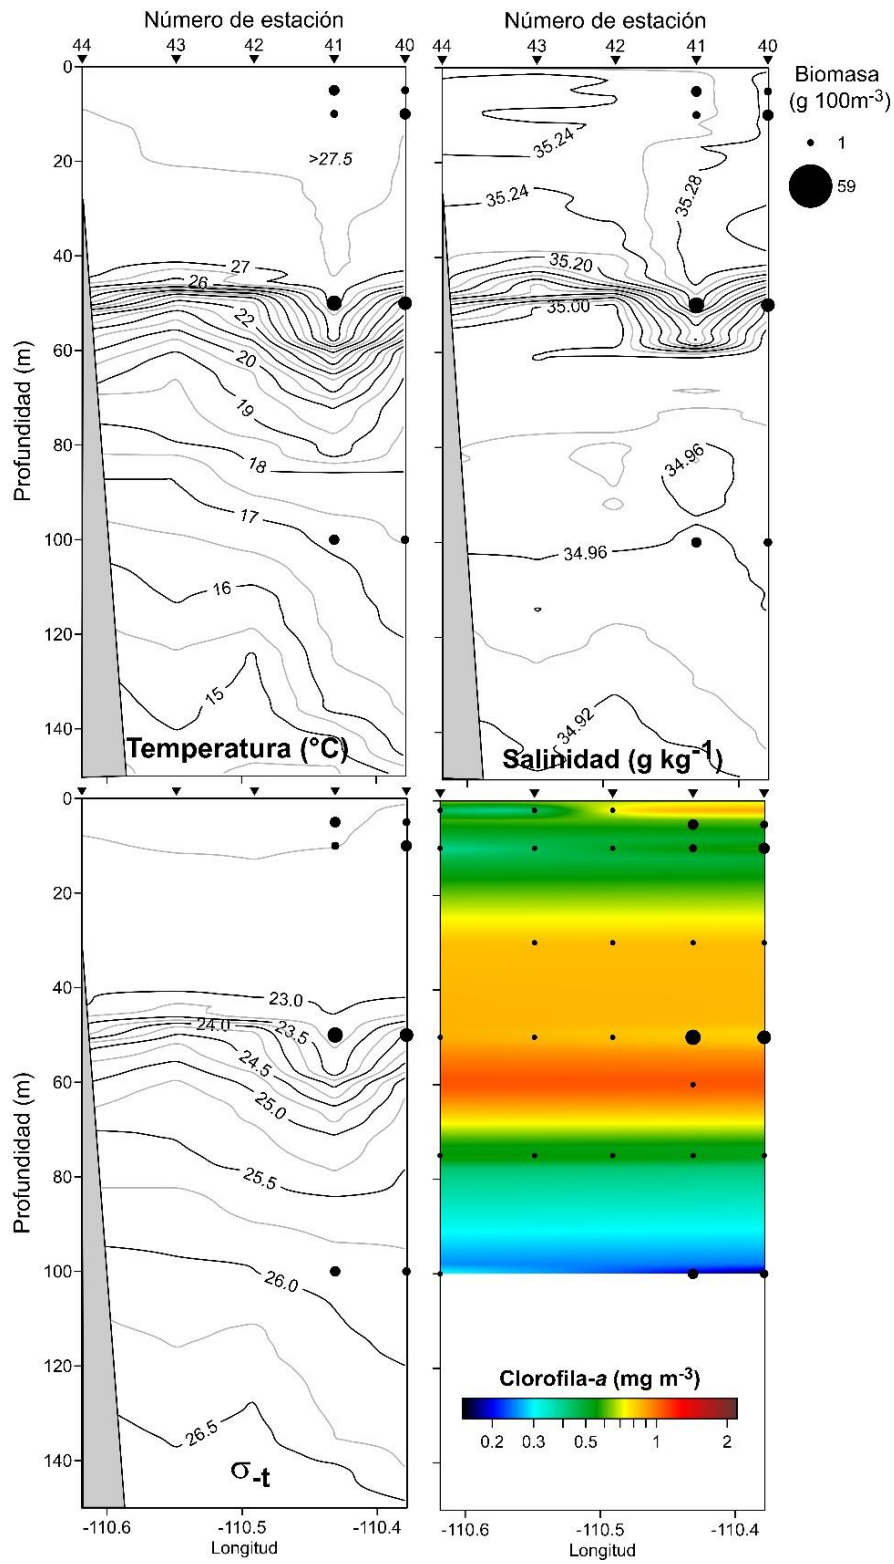 Número de estación
Número de estación
44 43 42 41 40
44 43 42 41 40
Biomasa
(g 100m-3)
1
59
0
20
40
60
80
100
120
140
Profundidad (m)
>27.5
27
26
22
20
19
18
17
16
15
Temperatura (°C)
35.24
35.28
35.24
35.20
35.00
34.96
34.96
34.92
Salinidad (g kg-1)
0
20
40
60
80
100
120
140
Profundidad (m)
23.0
24.0
23.5
24.5
25.0
25.5
26.0
26.5
σ-t
-110.6 -110.5 -110.4
Longitud
Clorofila-a (mg m-3)
0.2 0.3 0.5 1 2
-110.6 -110.5 -110.4
Longitud